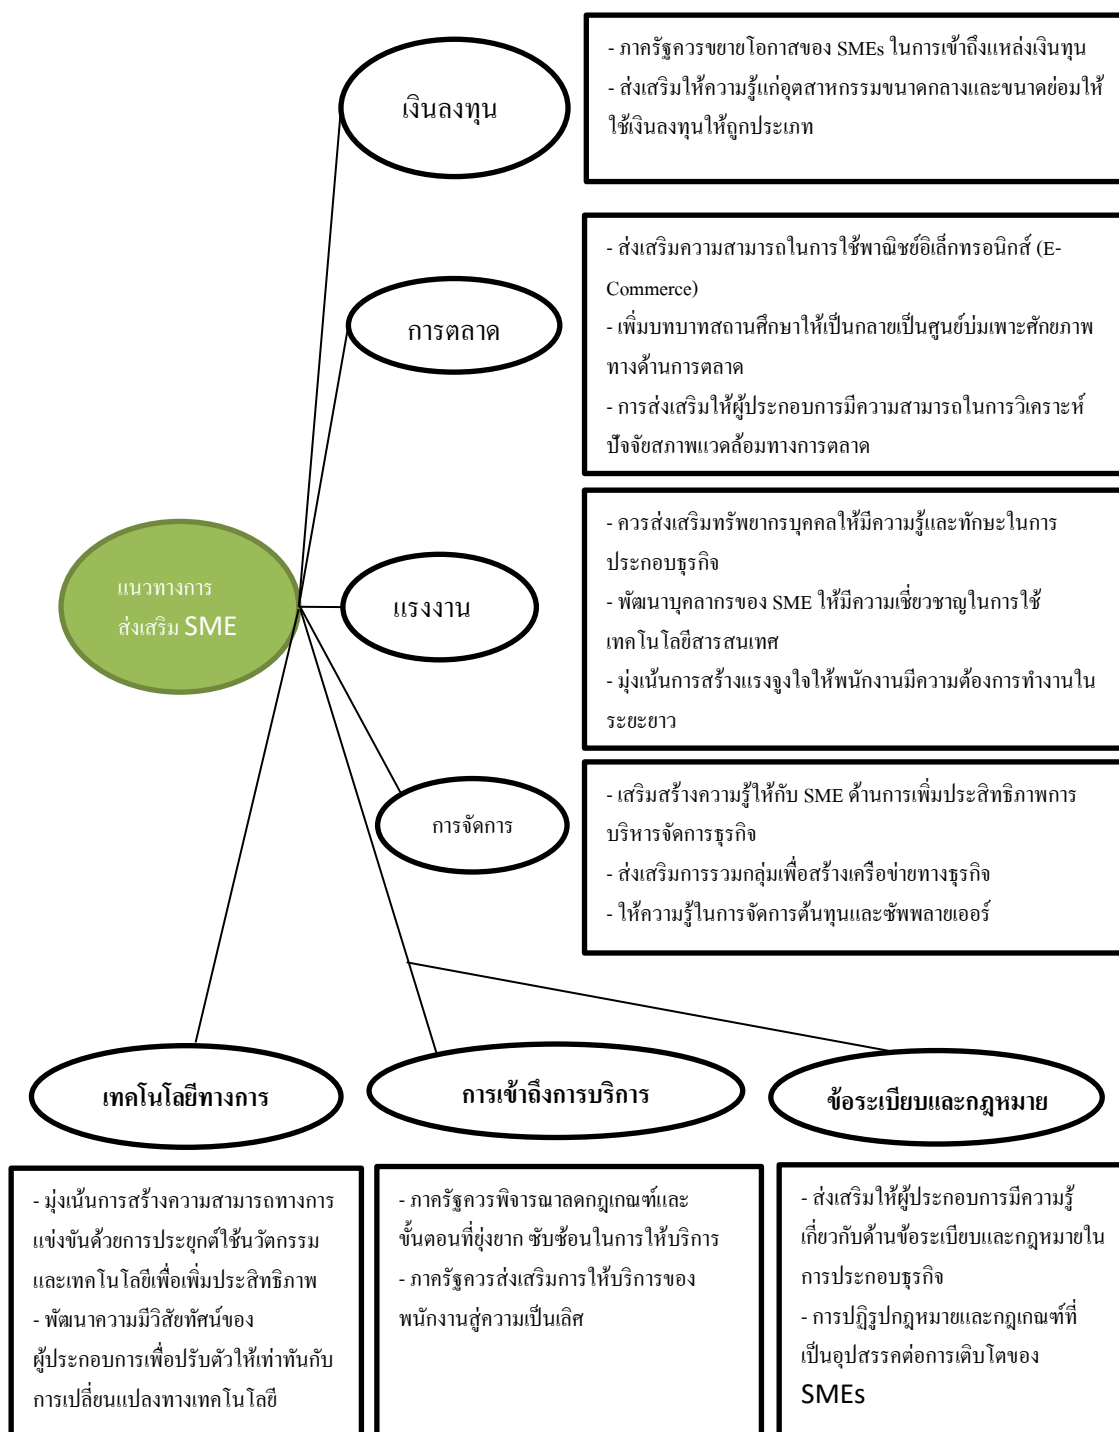 เงินลงทุน
- ภาครัฐควรขยายโอกาสของ SMEs ในการเข้าถึงแหล่งเงินทุน
- ส่งเสริมให้ความรู้แก่อุตสาหกรรมขนาดกลางและขนาดย่อมให้
ใช้เงินลงทุนให้ถูกประเภท
การตลาด
- ส่งเสริมความสามารถในการใช้พาณิชย์อิเล็กทรอนิกส์ (E-
Commerce)
- เพิ่มบทบาทสถานศึกษาให้เป็นกลายเป็นศูนย์บ่มเพาะศักยภาพ
ทางด้านการตลาด
- การส่งเสริมให้ผู้ประกอบการมีความสามารถในการวิเคราะห์
ปัจจัยสภาพแวดล้อมทางการตลาด
แนวทางการ
ส่งเสริม SME
แรงงาน
- ควรส่งเสริมทรัพยากรบุคคลให้มีความรู้และทักษะในการ
ประกอบธุรกิจ
- พัฒนาบุคลากรของ SME ให้มีความเชี่ยวชาญในการใช้
เทคโนโลยีสารสนเทศ
- มุ่งเน้นการสร้างแรงจูงใจให้พนักงานมีความต้องการทำงานใน
ระยะยาว
การจัดการ
- เสริมสร้างความรู้ให้กับ SME ด้านการเพิ่มประสิทธิภาพการ
บริหารจัดการธุรกิจ
- ส่งเสริมการรวมกลุ่มเพื่อสร้างเครือข่ายทางธุรกิจ
- ให้ความรู้ในการจัดการต้นทุนและซัพพลายเออร์
เทคโนโลยีทางการ
- มุ่งเน้นการสร้างความสามารถทางการ
แข่งขันด้วยการประยุกต์ใช้นวัตกรรม
และเทคโนโลยีเพื่อเพิ่มประสิทธิภาพ
- พัฒนาความมีวิสัยทัศน์ของ
ผู้ประกอบการเพื่อปรับตัวให้เท่าทันกับ
การเปลี่ยนแปลงทางเทคโนโลยี
การเข้าถึงการบริการ
- ภาครัฐควรพิจารณาลดกฎเกณฑ์และ
ขั้นตอนที่ยุ่งยาก ซับซ้อนในการให้บริการ
- ภาครัฐควรส่งเสริมการให้บริการของ
พนักงานสู่ความเป็นเลิศ
ข้อระเบียบและกฎหมาย
- ส่งเสริมให้ผู้ประกอบการมีความรู้
เกี่ยวกับด้านข้อระเบียบและกฎหมายใน
การประกอบธุรกิจ
- การปฏิรูปกฎหมายและกฎเกณฑ์ที่
เป็นอุปสรรคต่อการเติบโตของ
SMEs